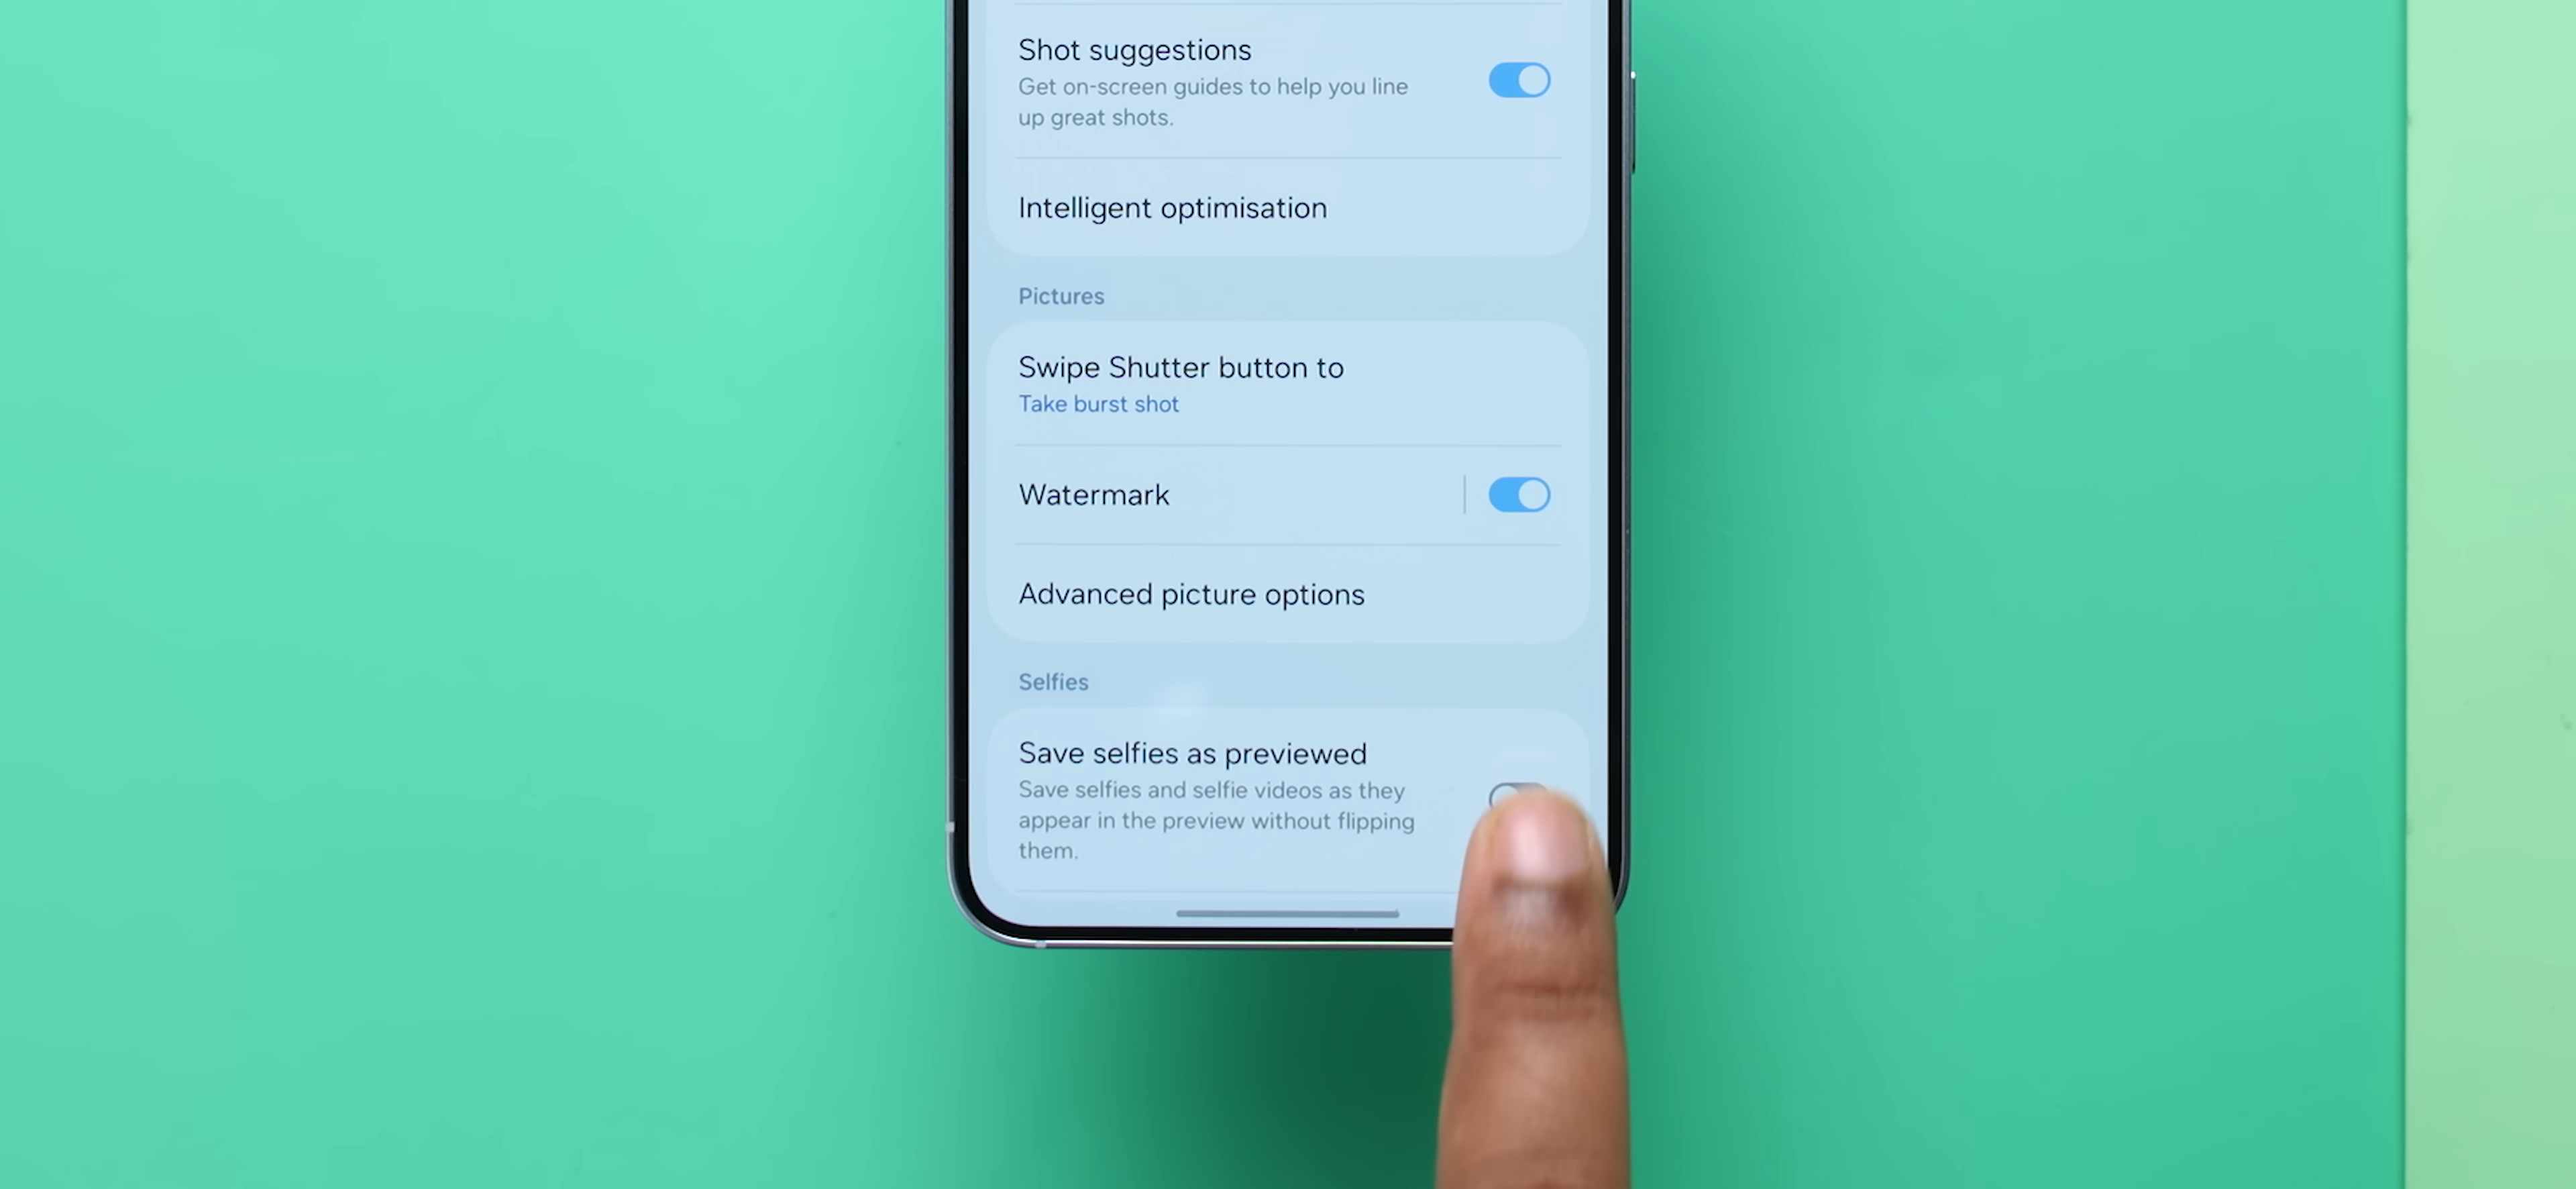 Shot suggestions
Get on-screen guides to help you line
up great shots.
Intelligent optimisation
Pictures
Swipe Shutter button to
Take burst shot
Watermark
Advanced picture options
Selfies
Save selfies as previewed
Save selfies and selfie videos as they
appear in the preview without flipping
them.